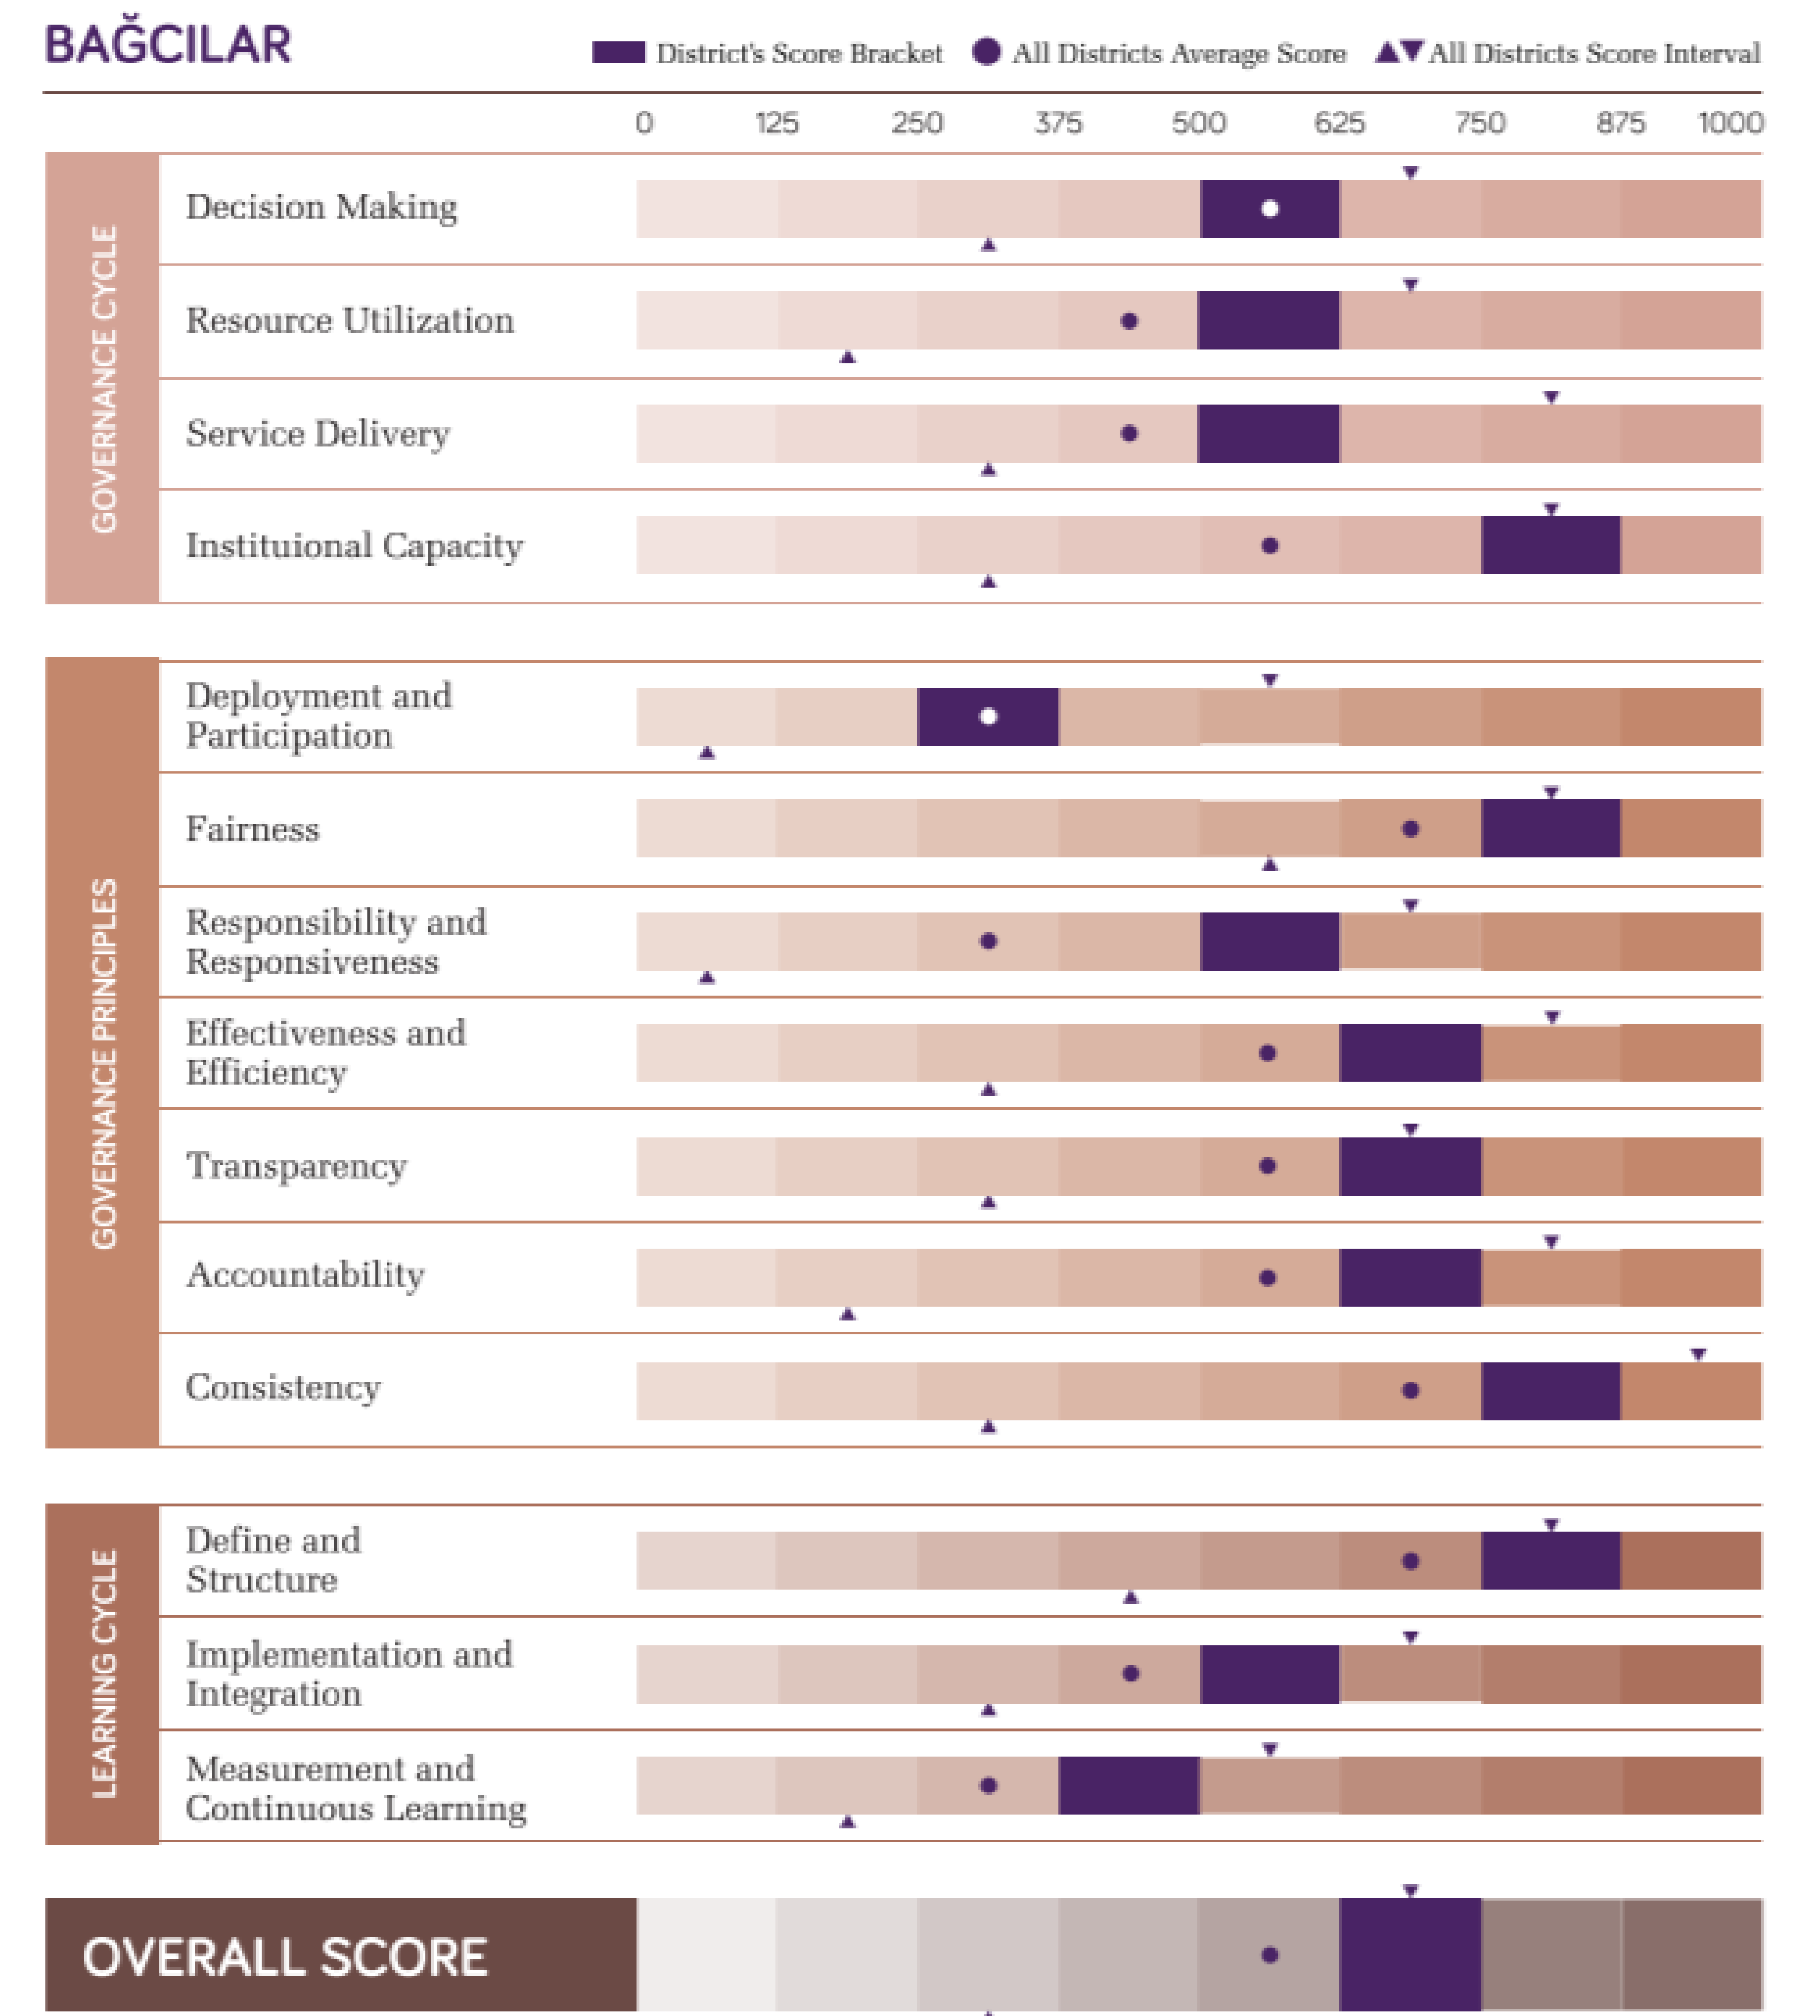 BAĞCILAR
District's Score Bracket All Districts Average Score All Districts Score Interval
0 125 250 375 500 625 750 875 1000
GOVERNANCE CYCLE
Decision Making
Resource Utilization
Service Delivery
Instituional Capacity
GOVERNANCE PRINCIPLES
Deployment and
Participation
Fairness
Responsibility and
Responsiveness
Effectiveness and
Efficiency
Transparency
Accountability
Consistency
LEARNING CYCLE
Define and
Structure
Implementation and
Integration
Measurement and
Continuous Learning
OVERALL SCORE